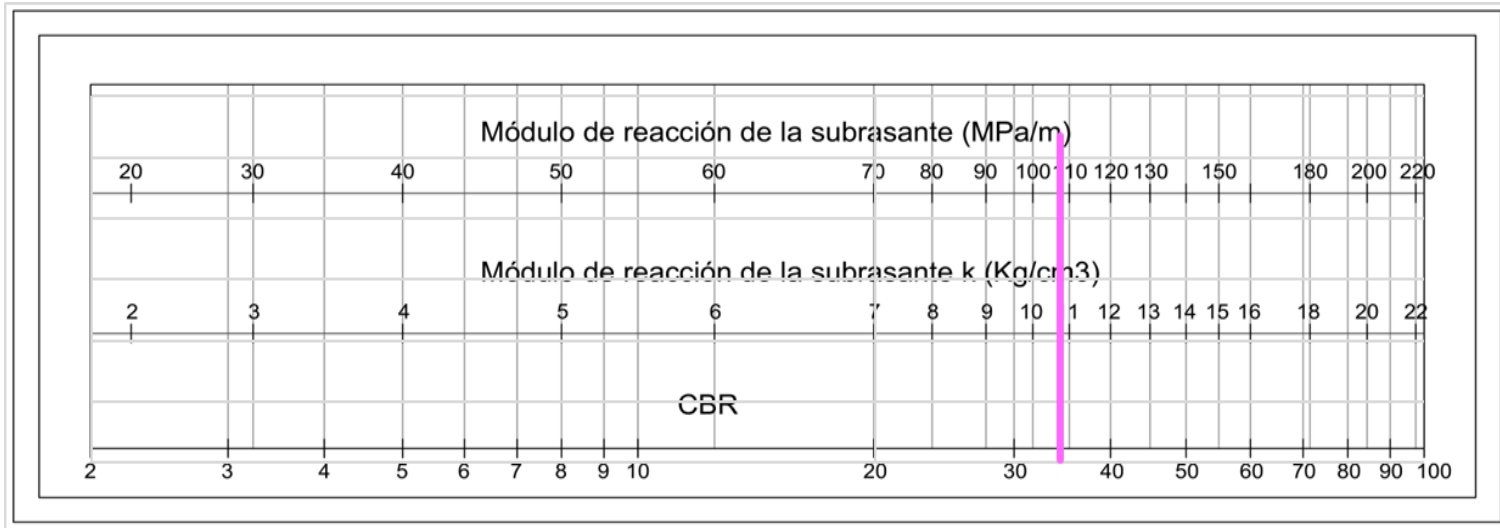 Módulo de reacción de la subrasante (MPa/m)
20 30 40 50 60 70 80 90 100 110 120 130 150 180 200 220
Módulo de reacción de la subrasante k (Kg/cm3)
2 3 4 5 6 7 8 9 10 1 12 13 14 15 16 18 20 22
CBR
2 3 4 5 6 7 8 9 10 20 30 40 50 60 70 80 90 100